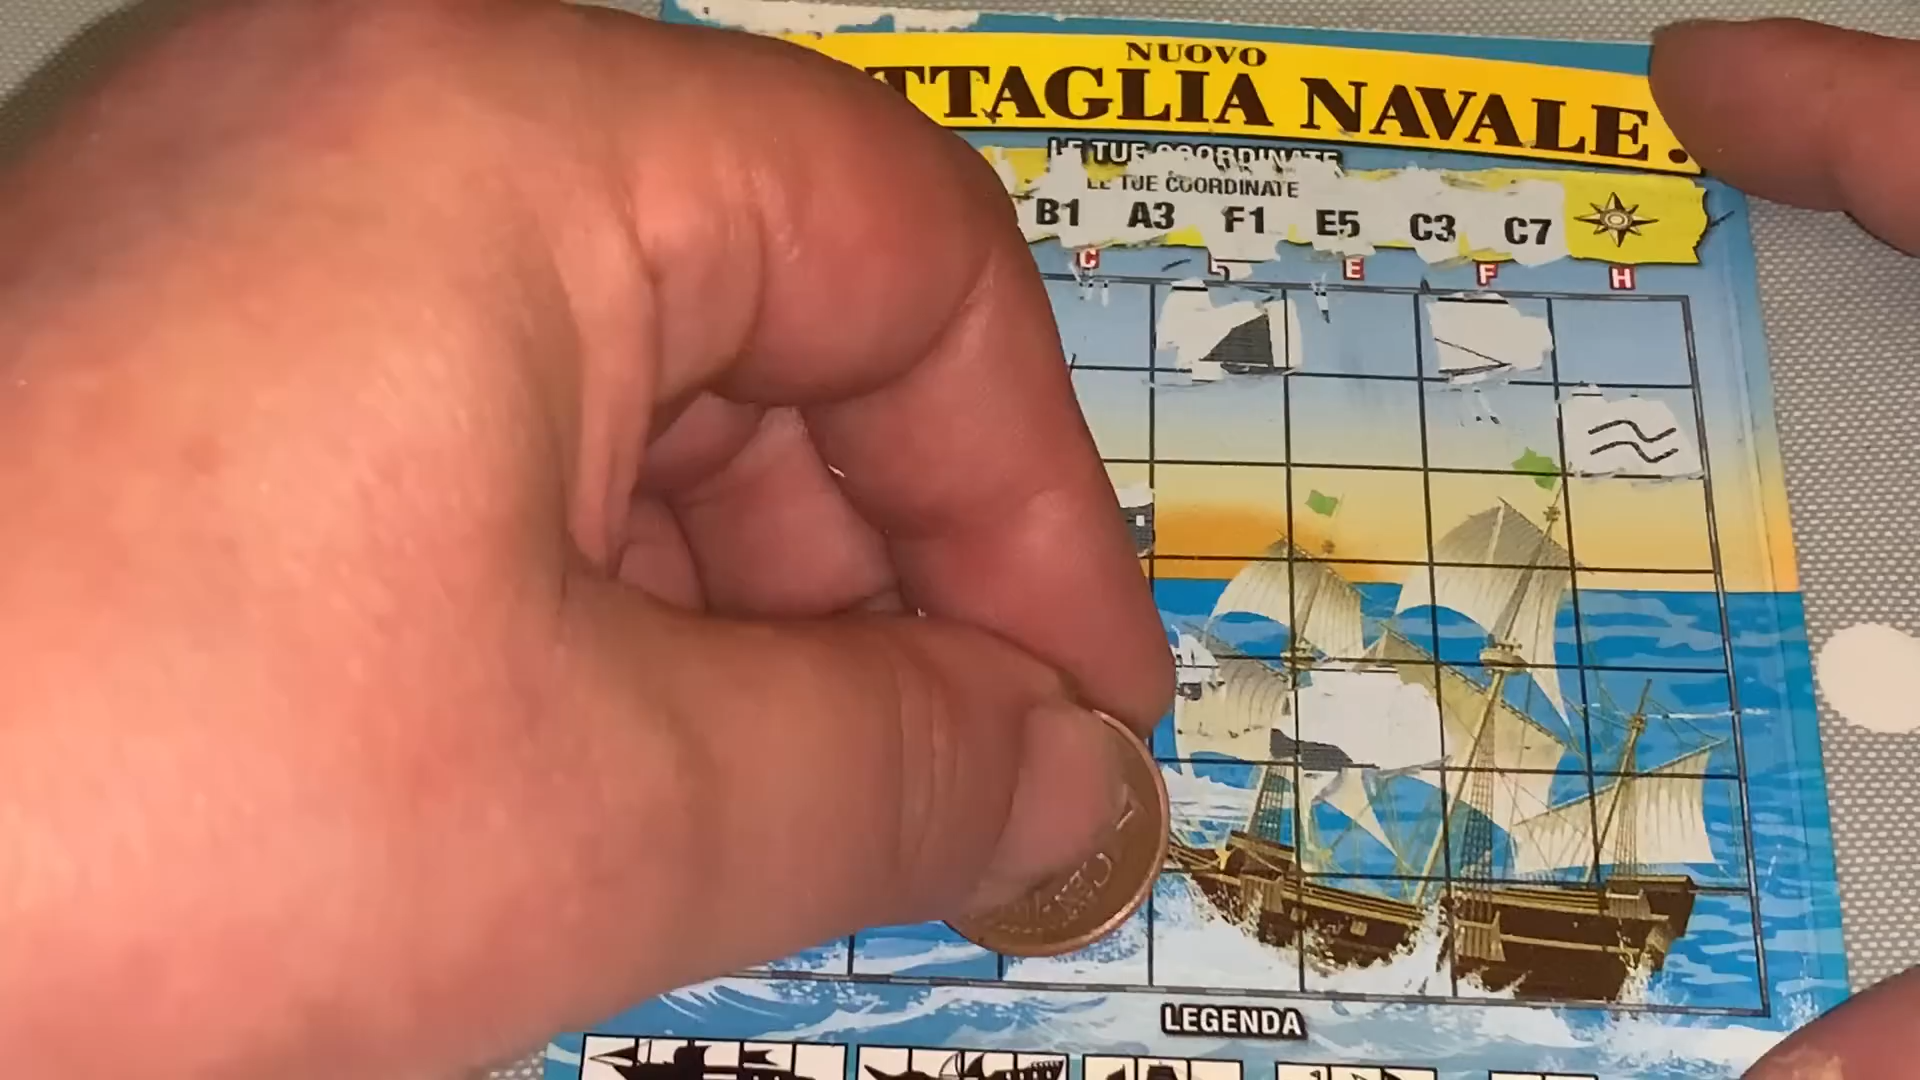 NUOVO
TTAGLIA NAVALE.
LE TUE COORDINATE
LE TUE COORDINATE
B1 A3 F1 E5 C3 C7
C E F H
LEGENDA